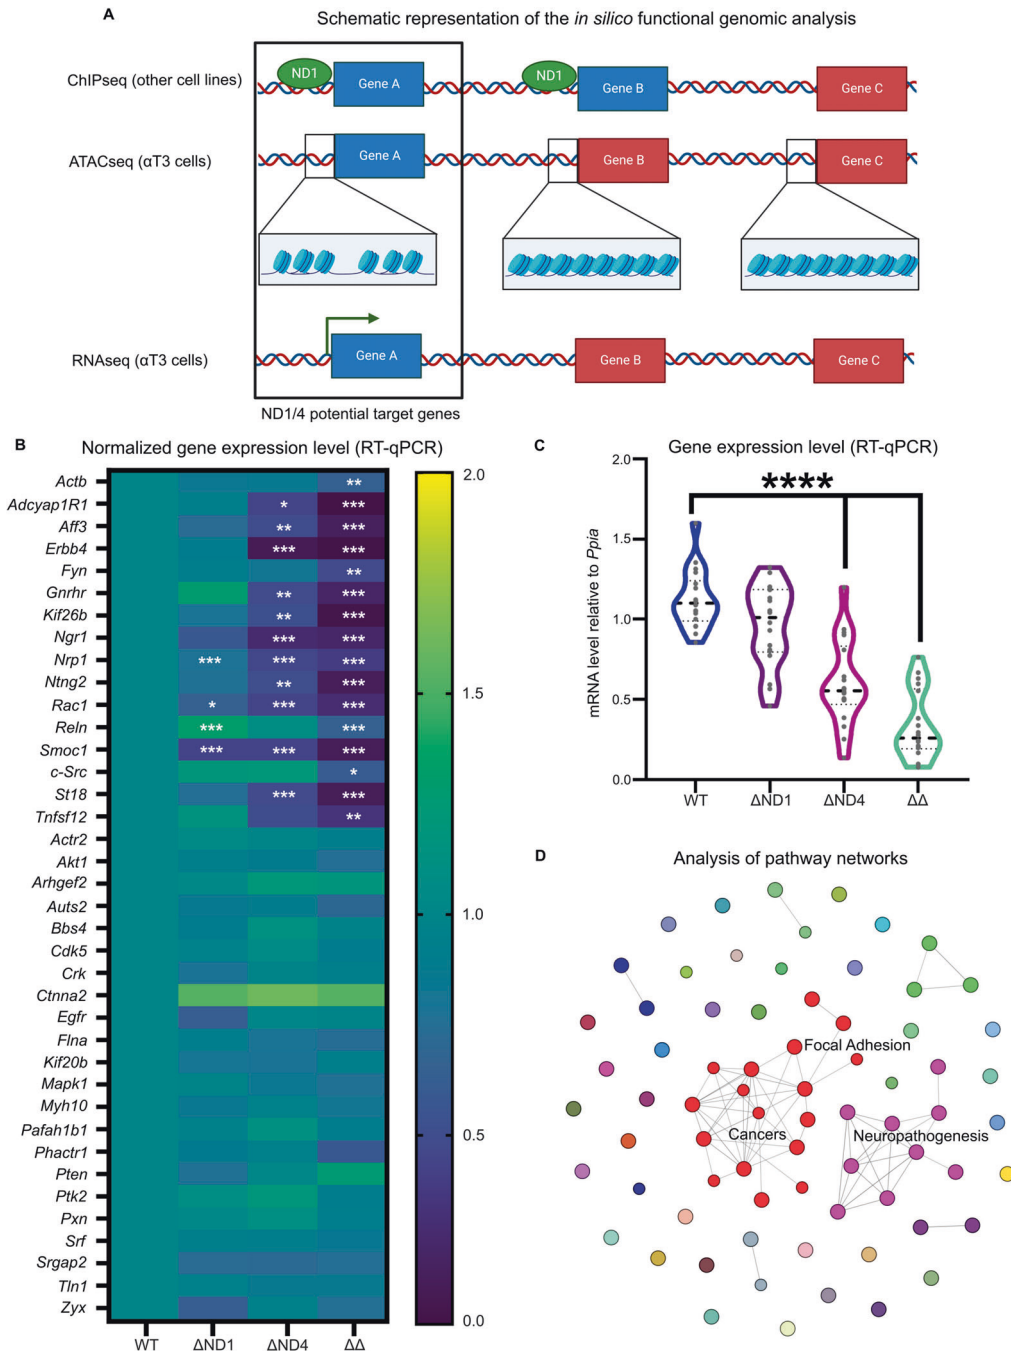 A
Schematic representation of the in silico functional genomic analysis
ChIPseq (other cell lines)
ND1
Gene A
ND1
Gene B
Gene C
ATACseq (αT3 cells)
Gene A
Gene B
Gene C
RNAseq (αT3 cells)
Gene A
Gene B
Gene C
ND1/4 potential target genes
B
Normalized gene expression level (RT-qPCR)
Actb **
Adcyap1R1 * ***
Aff3 ** ***
Erbb4 *** ***
Fyn **
Gnrhr ** ***
Kif26b ** ***
Ngr1 *** ***
Nrp1 *** *** ***
Ntng2 ** ***
Rac1 * *** ***
Reln *** ***
Smoc1 *** *** ***
c-Src *
St18 *** ***
Tnfsf12 **
Actr2
Akt1
Arhgef2
Auts2
Bbs4
Cdk5
Crk
Ctnna2
Egfr
Flna
Kif20b
Mapk1
Myh10
Pafah1b1
Phactr1
Pten
Ptk2
Pxn
Srf
Srgap2
Tln1
Zyx
WT ΔND1 ΔND4 ΔΔ
2.0
1.5
1.0
0.5
0.0
C
Gene expression level (RT-qPCR)
mRNA level relative to Ppia
2.0
1.5
1.0
0.5
0.0
****
WT ΔND1 ΔND4 ΔΔ
D
Analysis of pathway networks
Focal Adhesion
Cancers
Neuropathogenesis